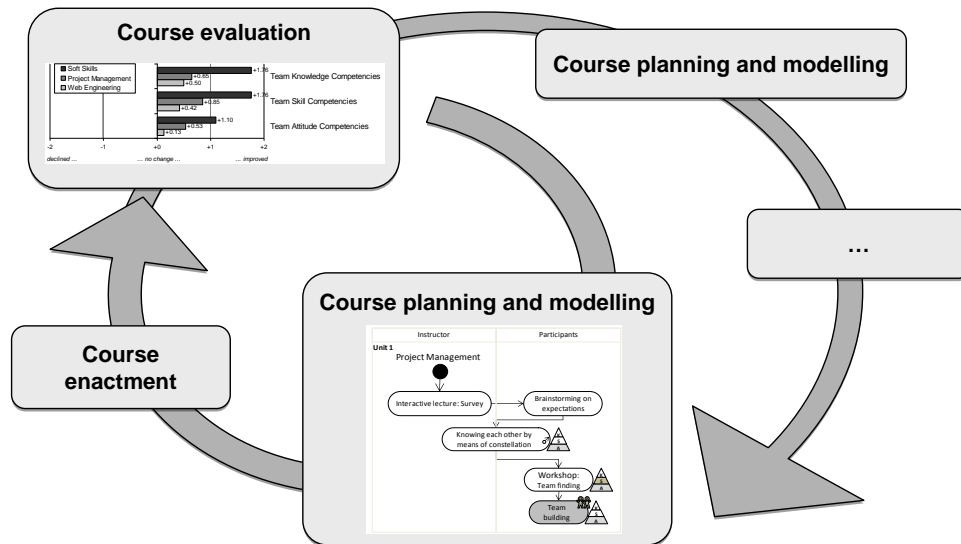 Course evaluation
Soft Skills
Project Management
Web Engineering
+1.76
+0.65
+0.50
Team Knowledge Competencies
+1.76
+0.85
+0.42
Team Skill Competencies
+1.10
+0.53
+0.13
Team Attitude Competencies
-2 -1 +0 +1 +2
declined ... ... no change ... ... improved
Course planning and modelling
...
Course planning and modelling
Instructor Participants
Unit 1
Project Management
Interactive lecture: Survey
Brainstorming on
expectations
Knowing each other by
means of constellation
K
S
A
Workshop:
Team finding
K
S
A
Team
building
K
S
A
Course
enactment